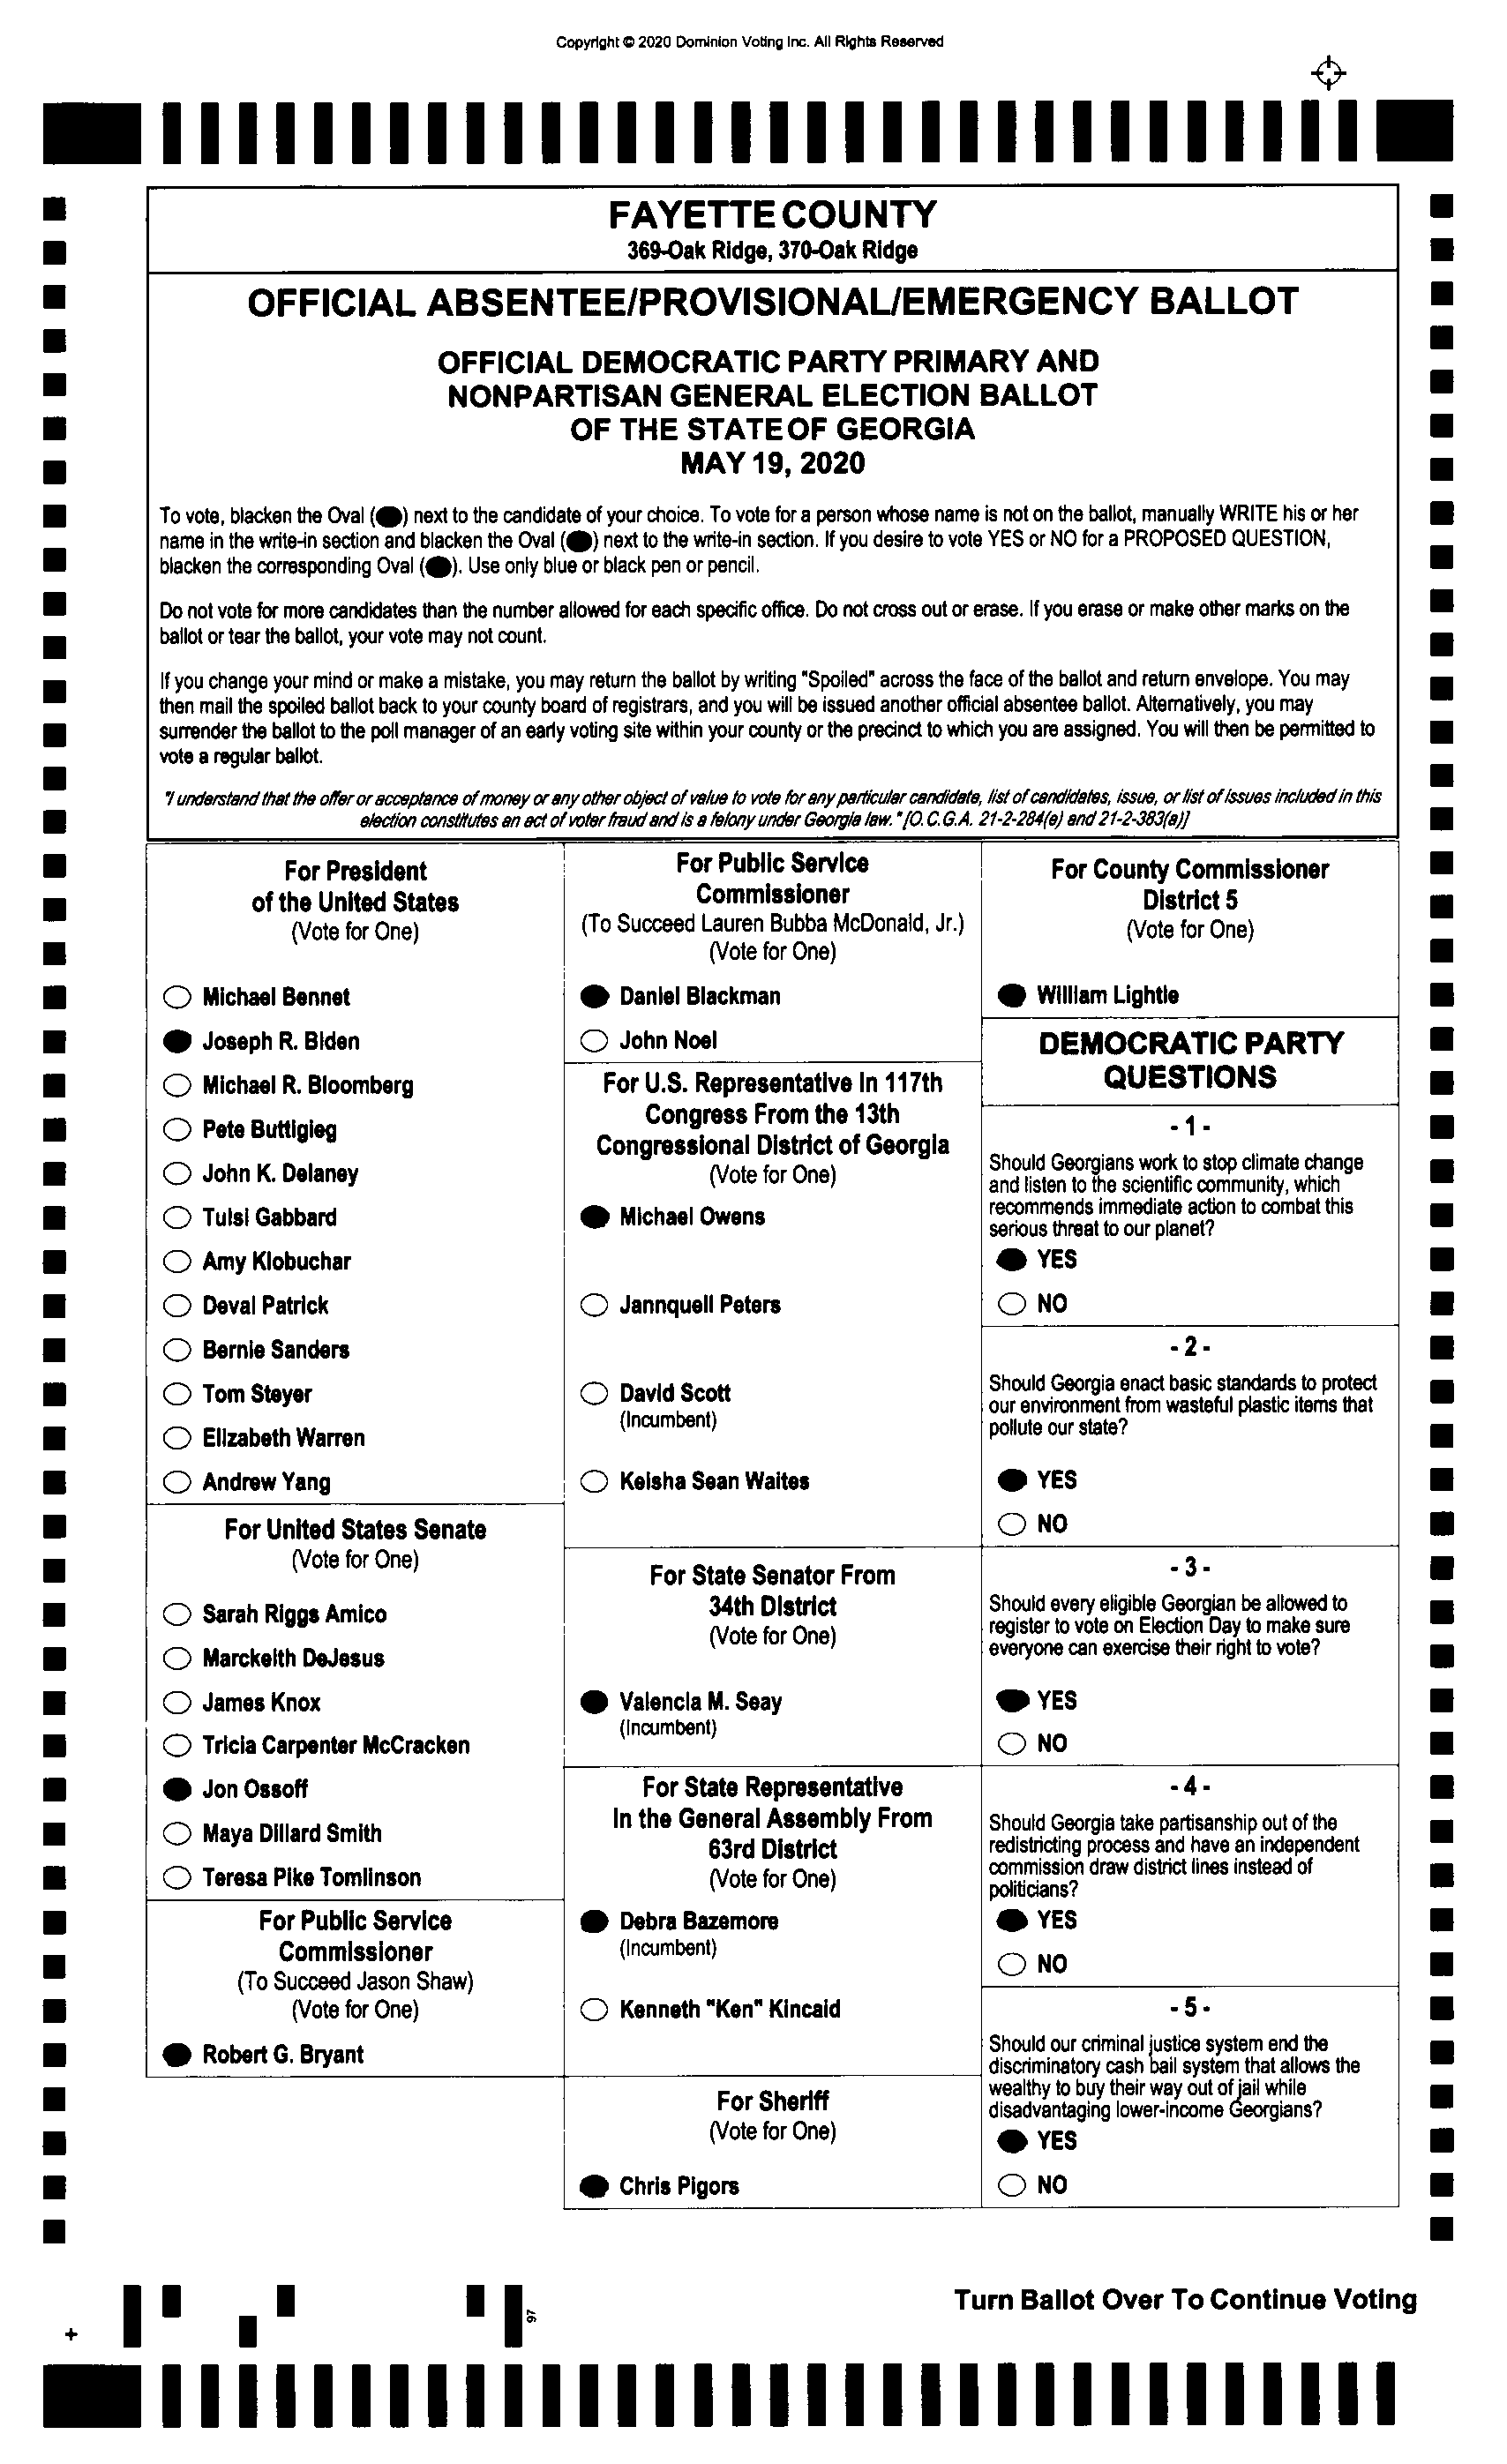 Copyright © 2020 Dominion Voting Inc. All Rights Reserved
FAYETTE COUNTY
369-Oak Ridge, 370-Oak Ridge
OFFICIAL ABSENTEE/PROVISIONAL/EMERGENCY BALLOT
OFFICIAL DEMOCRATIC PARTY PRIMARY AND
NONPARTISAN GENERAL ELECTION BALLOT
OF THE STATE OF GEORGIA
MAY 19, 2020
To vote, blacken the Oval (⬬) next to the candidate of your choice. To vote for a person whose name is not on the ballot, manually WRITE his or her
name in the write-in section and blacken the Oval (⬬) next to the write-in section. If you desire to vote YES or NO for a PROPOSED QUESTION,
blacken the corresponding Oval (⬬). Use only blue or black pen or pencil.
Do not vote for more candidates than the number allowed for each specific office. Do not cross out or erase. If you erase or make other marks on the
ballot or tear the ballot, your vote may not count.
If you change your mind or make a mistake, you may return the ballot by writing "Spoiled" across the face of the ballot and return envelope. You may
then mail the spoiled ballot back to your county board of registrars, and you will be issued another official absentee ballot. Alternatively, you may
surrender the ballot to the poll manager of an early voting site within your county or the precinct to which you are assigned. You will then be permitted to
vote a regular ballot.
"I understand that the offer or acceptance of money or any other object of value to vote for any particular candidate, list of candidates, issue, or list of issues included in this
election constitutes an act of voter fraud and is a felony under Georgia law." [O.C.G.A. 21-2-284(e) and 21-2-383(a)]
For President
of the United States
(Vote for One)
Michael Bennet
Joseph R. Biden
Michael R. Bloomberg
Pete Buttigieg
John K. Delaney
Tulsi Gabbard
Amy Klobuchar
Deval Patrick
Bernie Sanders
Tom Steyer
Elizabeth Warren
Andrew Yang
For United States Senate
(Vote for One)
Sarah Riggs Amico
Marckeith DeJesus
James Knox
Tricia Carpenter McCracken
Jon Ossoff
Maya Dillard Smith
Teresa Pike Tomlinson
For Public Service
Commissioner
(To Succeed Jason Shaw)
(Vote for One)
Robert G. Bryant
For Public Service
Commissioner
(To Succeed Lauren Bubba McDonald, Jr.)
(Vote for One)
Daniel Blackman
John Noel
For U.S. Representative in 117th
Congress From the 13th
Congressional District of Georgia
(Vote for One)
Michael Owens
Jannquell Peters
David Scott
(Incumbent)
Keisha Sean Waites
For State Senator From
34th District
(Vote for One)
Valencia M. Seay
(Incumbent)
For State Representative
In the General Assembly From
63rd District
(Vote for One)
Debra Bazemore
(Incumbent)
Kenneth "Ken" Kincaid
For Sheriff
(Vote for One)
Chris Pigors
For County Commissioner
District 5
(Vote for One)
William Lightle
DEMOCRATIC PARTY
QUESTIONS
- 1 -
Should Georgians work to stop climate change
and listen to the scientific community, which
recommends immediate action to combat this
serious threat to our planet?
YES
NO
- 2 -
Should Georgia enact basic standards to protect
our environment from wasteful plastic items that
pollute our state?
YES
NO
- 3 -
Should every eligible Georgian be allowed to
register to vote on Election Day to make sure
everyone can exercise their right to vote?
YES
NO
- 4 -
Should Georgia take partisanship out of the
redistricting process and have an independent
commission draw district lines instead of
politicians?
YES
NO
- 5 -
Should our criminal justice system end the
discriminatory cash bail system that allows the
wealthy to buy their way out of jail while
disadvantaging lower-income Georgians?
YES
NO
Turn Ballot Over To Continue Voting
97
+